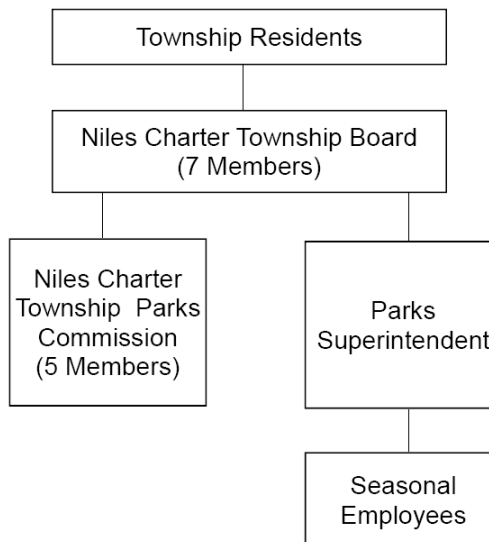 Township Residents
Niles Charter Township Board
(7 Members)
Niles Charter
Township Parks
Commission
(5 Members)
Parks
Superintendent
Seasonal
Employees